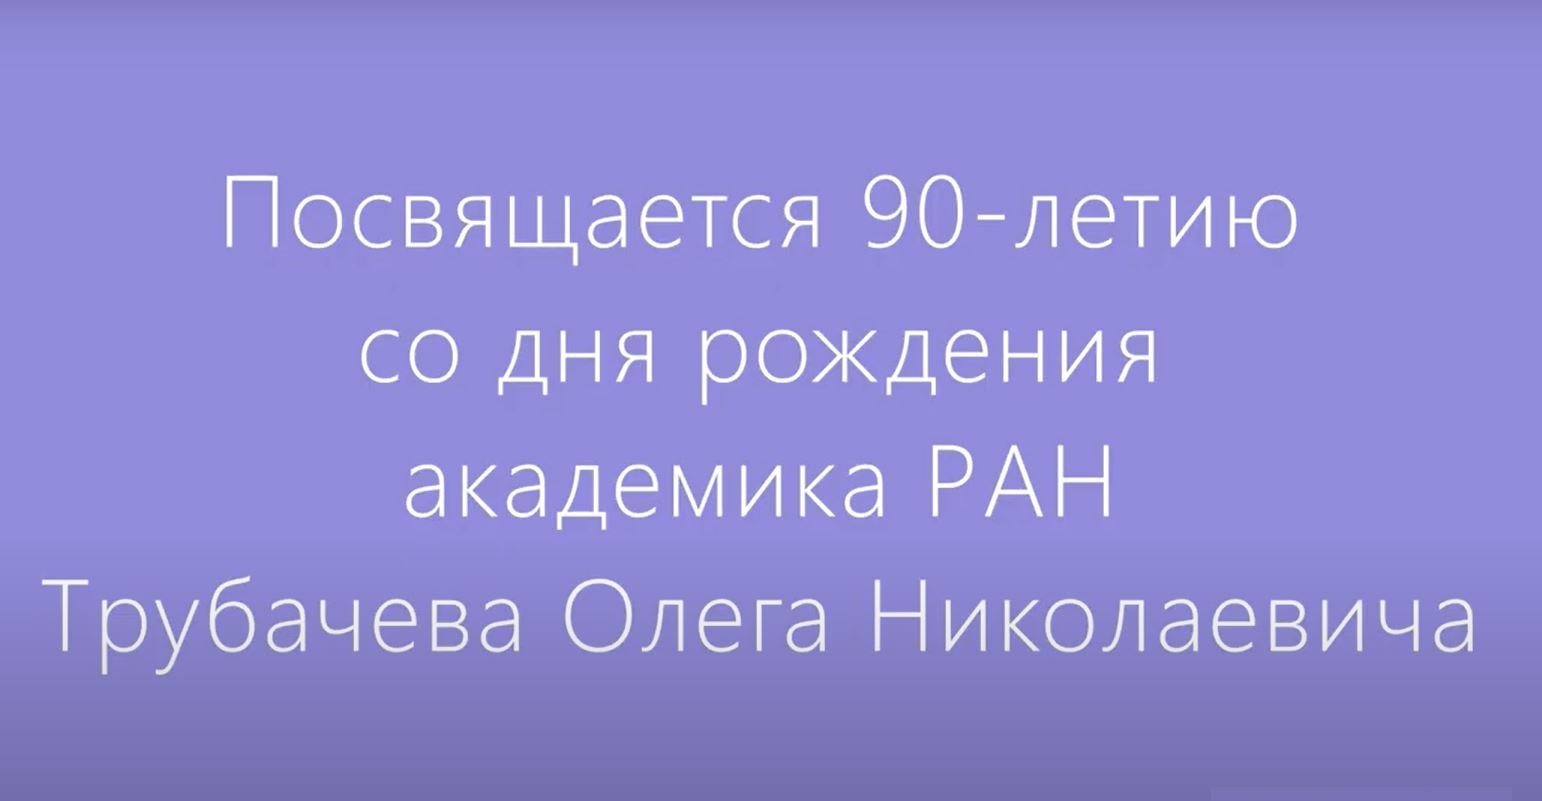 Посвящается 90-летию
со дня рождения
академика РАН
Трубачева Олега Николаевича